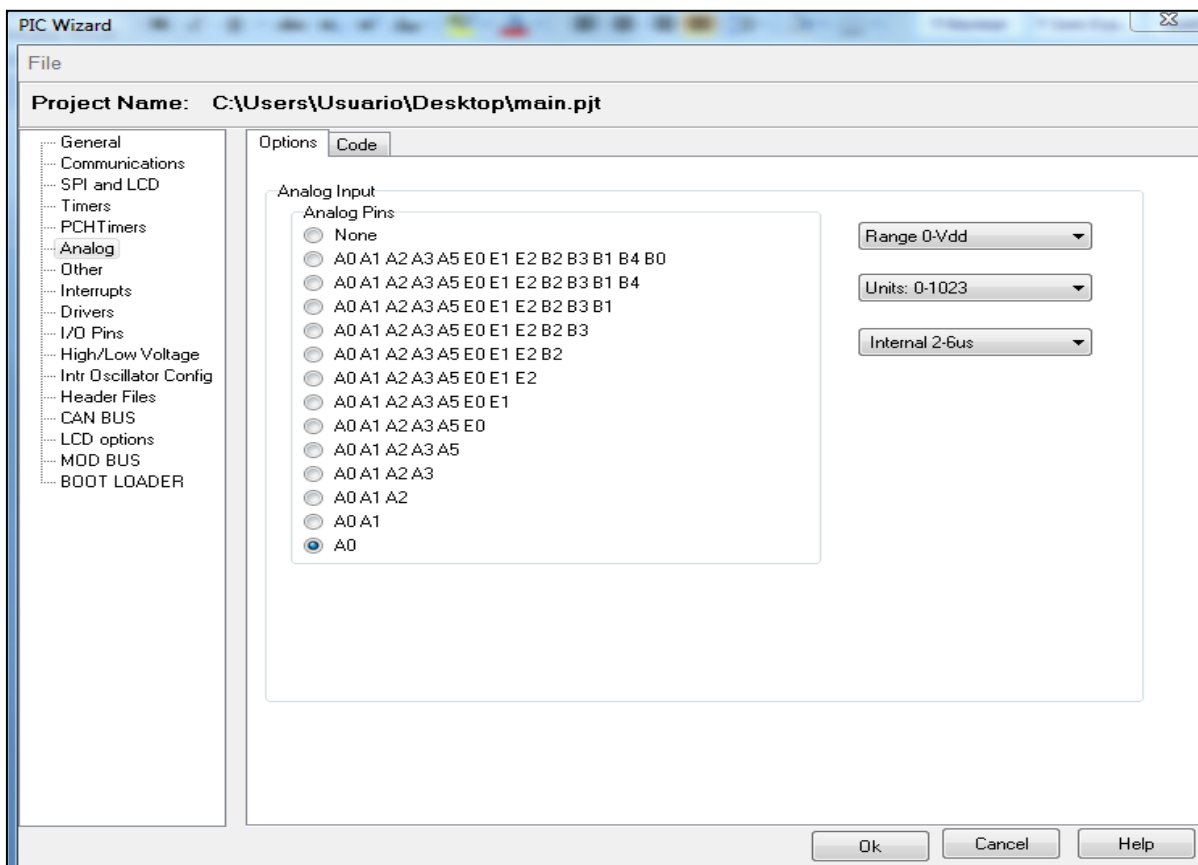 PIC Wizard
File
Project Name: C:\Users\Usuario\Desktop\main.pjt
General
Communications
SPI and LCD
Timers
PCHTimers
Analog
Other
Interrupts
Drivers
I/O Pins
High/Low Voltage
Intr Oscillator Config
Header Files
CAN BUS
LCD options
MOD BUS
BOOT LOADER
Options
Code
Analog Input
Analog Pins
None
A0 A1 A2 A3 A5 E0 E1 E2 B2 B3 B1 B4 B0
A0 A1 A2 A3 A5 E0 E1 E2 B2 B3 B1 B4
A0 A1 A2 A3 A5 E0 E1 E2 B2 B3 B1
A0 A1 A2 A3 A5 E0 E1 E2 B2 B3
A0 A1 A2 A3 A5 E0 E1 E2 B2
A0 A1 A2 A3 A5 E0 E1 E2
A0 A1 A2 A3 A5 E0 E1
A0 A1 A2 A3 A5 E0
A0 A1 A2 A3 A5
A0 A1 A2 A3
A0 A1 A2
A0 A1
A0
Range 0-Vdd
Units: 0-1023
Internal 2-6us
Ok
Cancel
Help